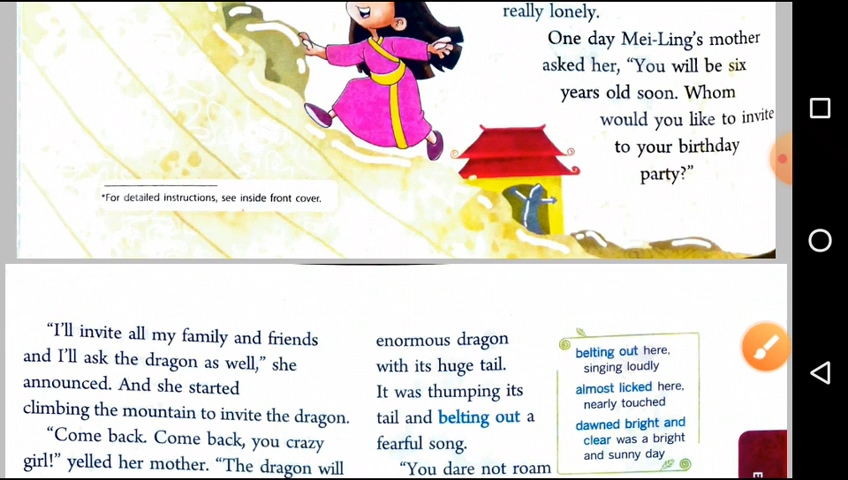 really lonely.
One day Mei-Ling's mother
asked her, "You will be six
years old soon. Whom
would you like to invite
to your birthday
party?"
*For detailed instructions, see inside front cover.
"I'll invite all my family and friends
and I'll ask the dragon as well," she
announced. And she started
climbing the mountain to invite the dragon.
"Come back. Come back, you crazy
girl!" yelled her mother. "The dragon will
enormous dragon
with its huge tail.
It was thumping its
tail and belting out a
fearful song.
"You dare not roam
belting out here,
singing loudly
almost licked here,
nearly touched
dawned bright and
clear was a bright
and sunny day
E